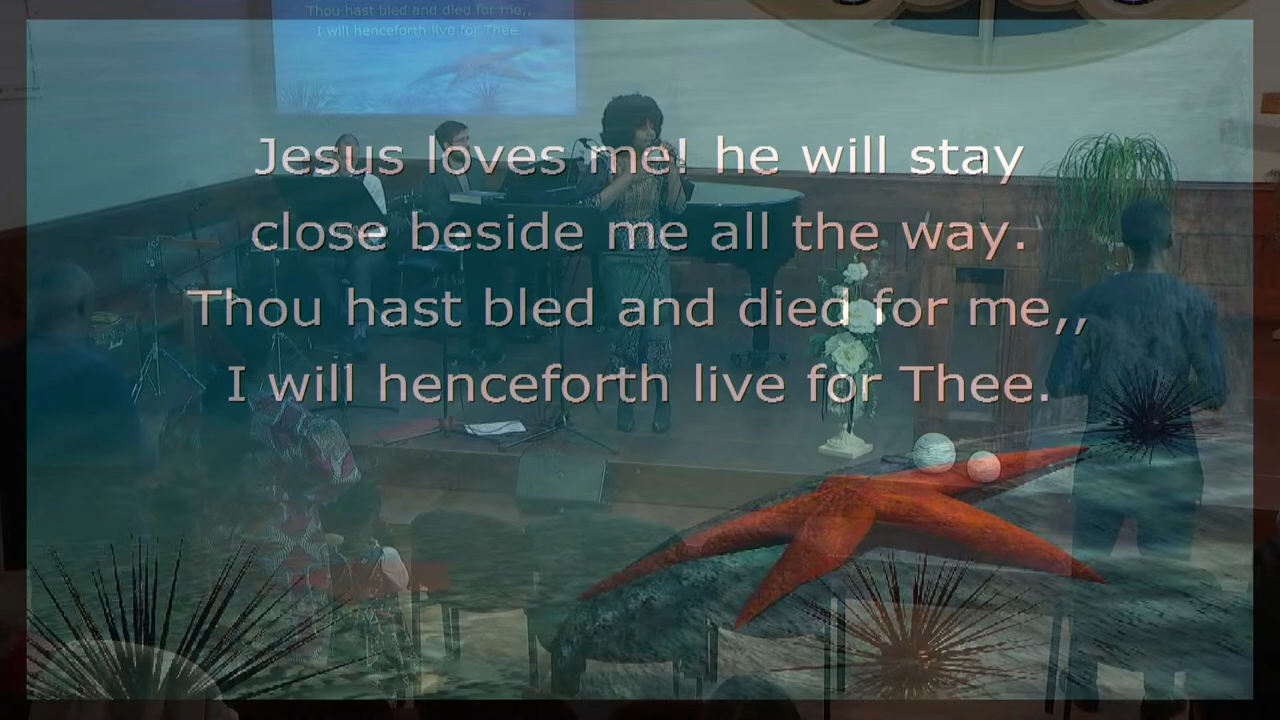 Thou hast bled and died for me,,
I will henceforth live for Thee
Jesus loves me! he will stay
close beside me all the way.
Thou hast bled and died for me,,
I will henceforth live for Thee.